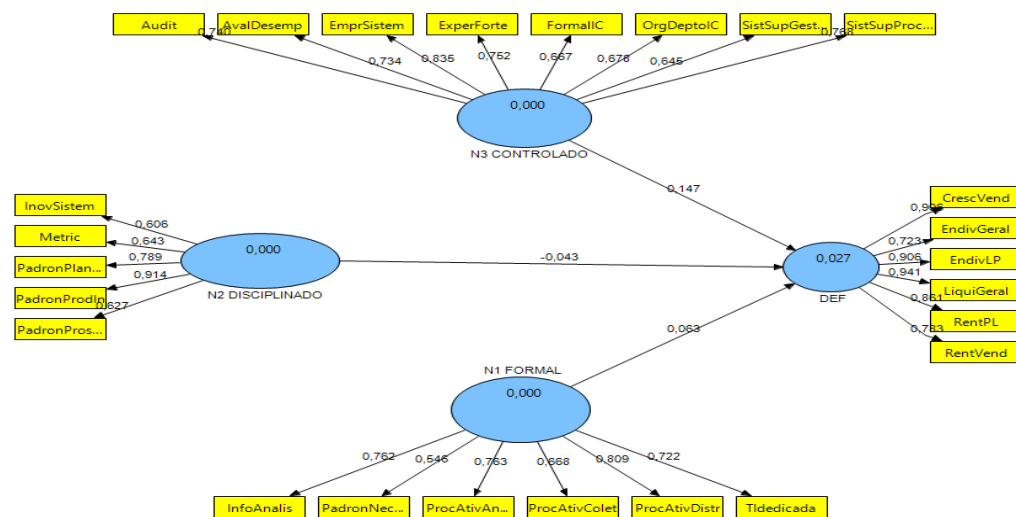 Audit
AvalDesemp
EmprSistem
ExperForte
FormalIC
OrgDeptoIC
SistSupGest...
SistSupProc...
0,740
0,734
0,835
0,752
0,667
0,676
0,645
0,768
0,000
N3 CONTROLADO
0,147
InovSistem
Metric
PadronPlan...
PadronProdIn
PadronPros...
0,606
0,643
0,789
0,914
0,627
0,000
N2 DISCIPLINADO
-0,043
0,027
DEF
0,906
0,723
0,906
0,941
0,861
0,783
CrescVend
EndivGeral
EndivLP
LiquiGeral
RentPL
RentVend
0,063
N1 FORMAL
0,000
0,762
0,546
0,763
0,668
0,809
0,722
InfoAnalis
PadronNec...
ProcAtivAn...
ProcAtivColet
ProcAtivDistr
TIdedicada